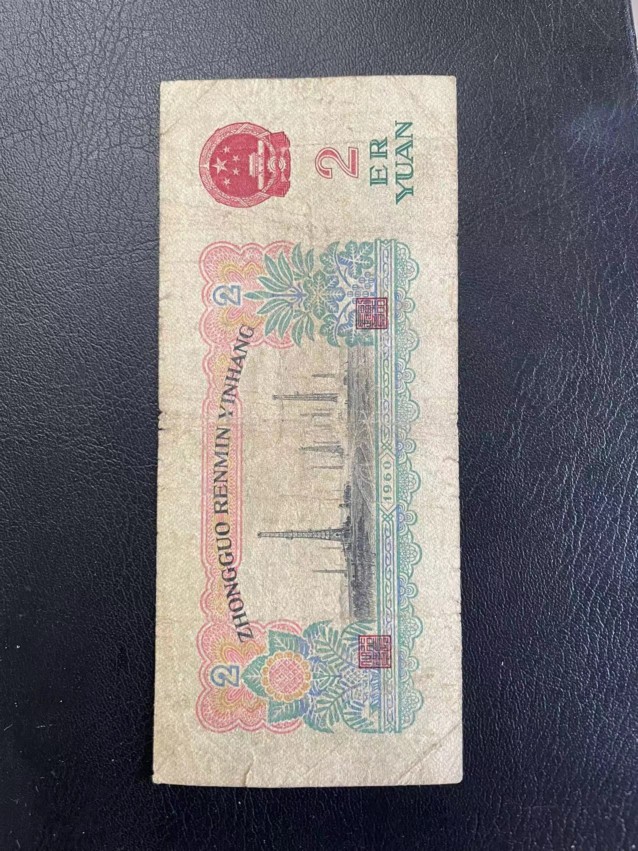 ZHONGGUO RENMIN YINHANG
2
2
1960
2
ER
YUAN